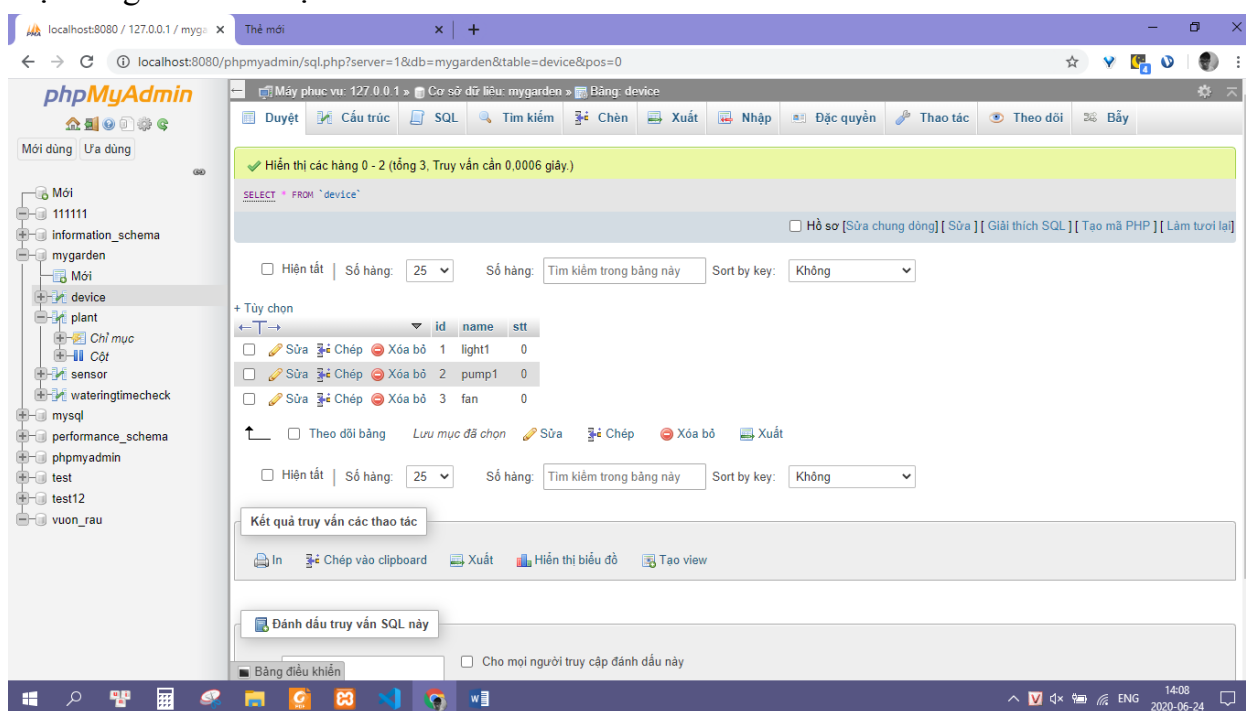 localhost:8080 / 127.0.0.1 / myga
Thẻ mới
localhost:8080/phpmyadmin/sql.php?server=1&db=mygarden&table=device&pos=0
phpMyAdmin
Mới dùng Ưa dùng
Mới
111111
information_schema
mygarden
Mới
device
plant
Chỉ mục
Cột
sensor
wateringtimecheck
mysql
performance_schema
phpmyadmin
test
test12
vuon_rau
Máy phục vụ: 127.0.0.1 » Cơ sở dữ liệu: mygarden » Bảng: device
Duyệt Cấu trúc SQL Tìm kiếm Chèn Xuất Nhập Đặc quyền Thao tác Theo dõi Bẫy
Hiển thị các hàng 0 - 2 (tổng 3, Truy vấn cần 0,0006 giây.)
SELECT * FROM `device`
Hồ sơ [Sửa chung dòng] [ Sửa ] [ Giải thích SQL ] [ Tạo mã PHP ] [ Làm tươi lại]
Hiện tất | Số hàng: 25 Số hàng: Tìm kiếm trong bảng này Sort by key: Không
+ Tùy chọn
←T→ ▼ id name stt
Sửa Chép Xóa bỏ 1 light1 0
Sửa Chép Xóa bỏ 2 pump1 0
Sửa Chép Xóa bỏ 3 fan 0
Theo dõi bảng Lưu mục đã chọn Sửa Chép Xóa bỏ Xuất
Hiện tất | Số hàng: 25 Số hàng: Tìm kiếm trong bảng này Sort by key: Không
Kết quả truy vấn các thao tác
In Chép vào clipboard Xuất Hiển thị biểu đồ Tạo view
Đánh dấu truy vấn SQL này
Cho mọi người truy cập đánh dấu này
Bảng điều khiển
ENG
14:08
2020-06-24